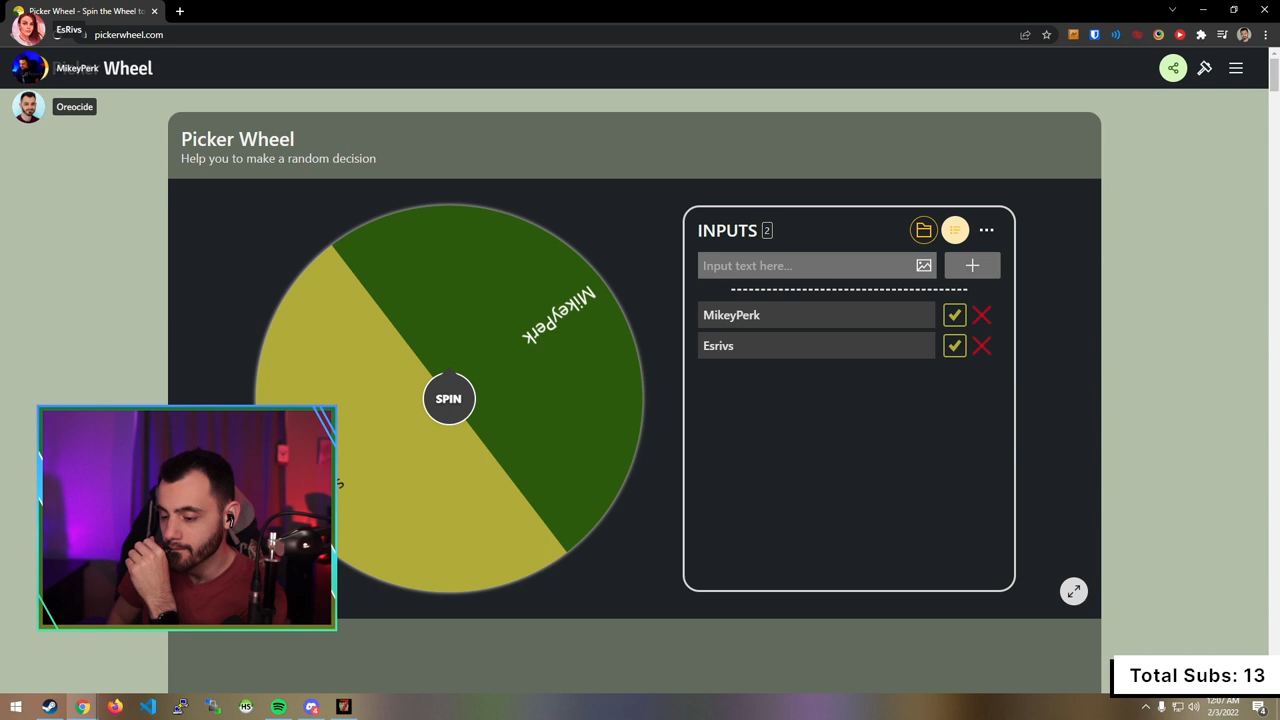 Picker Wheel - Spin the Wheel to
EsRivs
pickerwheel.com
MikeyPerk
Wheel
Oreocide
Picker Wheel
Help you to make a random decision
INPUTS 2
Input text here...
MikeyPerk
Esrivs
MikeyPerk
SPIN
s
Total Subs: 13
12:07 AM
2/3/2022
4